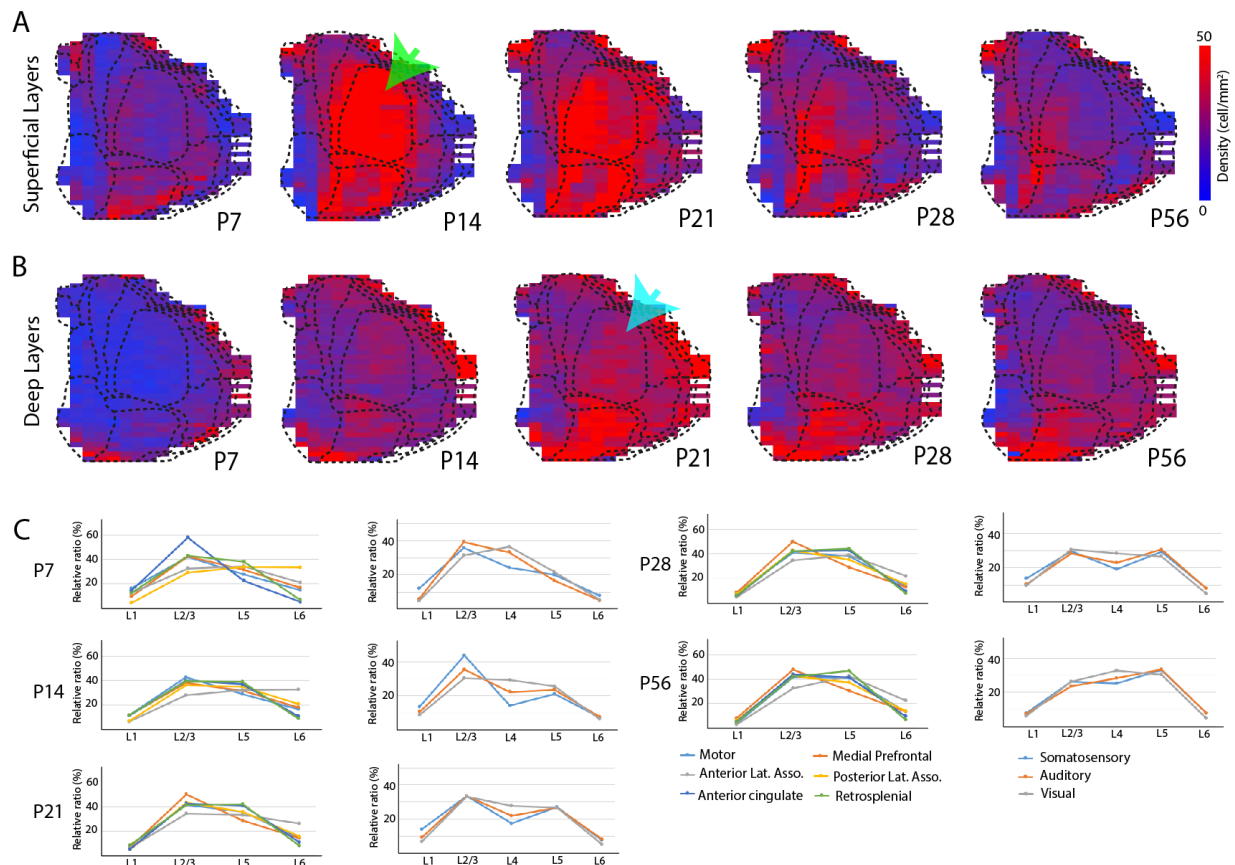 A
Superficial Layers
P7
P14
P21
P28
P56
50
Density (cell/mm²)
0
B
Deep Layers
P7
P14
P21
P28
P56
C
P7
Relative ratio (%)
60
40
20
L1 L2/3 L5 L6
Relative ratio (%)
20
L1 L2/3 L4 L5 L6
P14
Relative ratio (%)
60
40
20
L1 L2/3 L5 L6
Relative ratio (%)
40
20
L1 L2/3 L4 L5 L6
P21
Relative ratio (%)
60
40
20
L1 L2/3 L5 L6
Relative ratio (%)
40
20
L1 L2/3 L4 L5 L6
P28
Relative ratio (%)
60
40
20
L1 L2/3 L5 L6
Relative ratio (%)
40
20
L1 L2/3 L4 L5 L6
P56
Relative ratio (%)
60
40
20
L1 L2/3 L5 L6
Relative ratio (%)
40
20
L1 L2/3 L4 L5 L6
Motor
Medial Prefrontal
Anterior Lat. Asso.
Posterior Lat. Asso.
Anterior cingulate
Retrosplenial
Somatosensory
Auditory
Visual